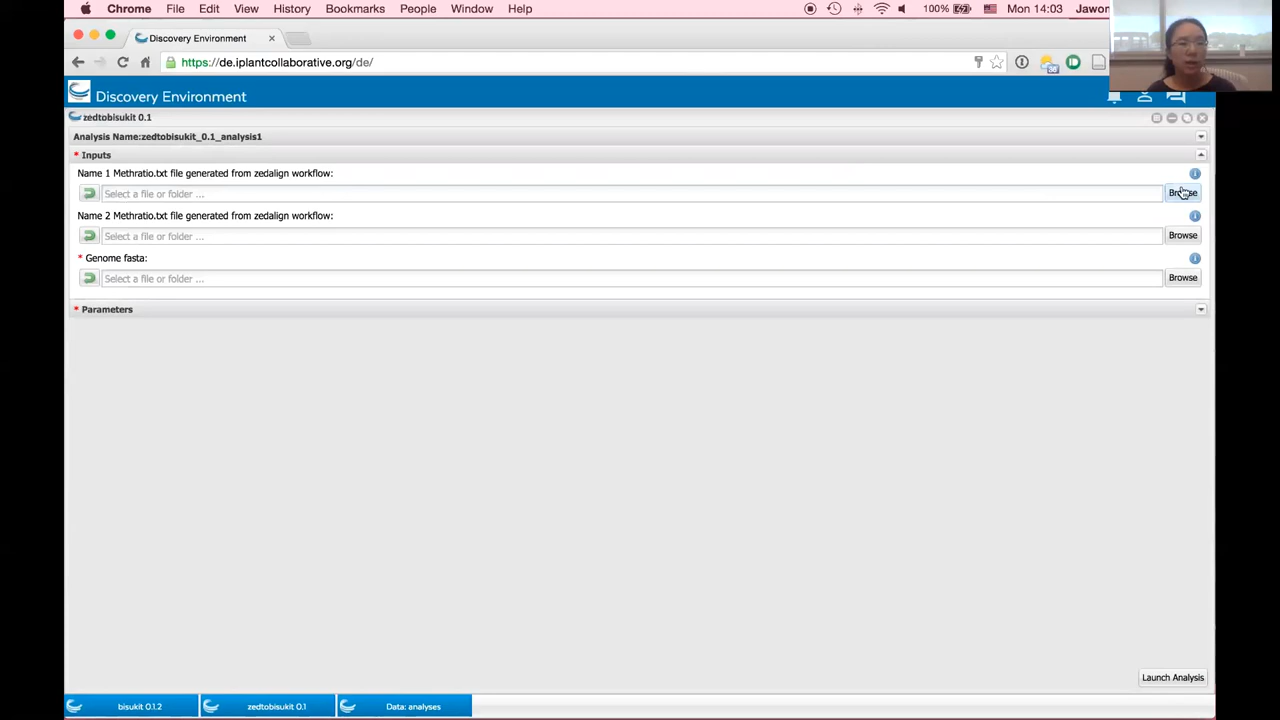 Chrome File Edit View History Bookmarks People Window Help 100% Mon 14:03 Jawon
Discovery Environment
https://de.iplantcollaborative.org/de/
Discovery Environment
zedtobisukit 0.1
Analysis Name:zedtobisukit_0.1_analysis1
* Inputs
Name 1 Methratio.txt file generated from zedalign workflow:
Select a file or folder ... Browse
Name 2 Methratio.txt file generated from zedalign workflow:
Select a file or folder ... Browse
* Genome fasta:
Select a file or folder ... Browse
* Parameters
Launch Analysis
bisukit 0.1.2 zedtobisukit 0.1 Data: analyses